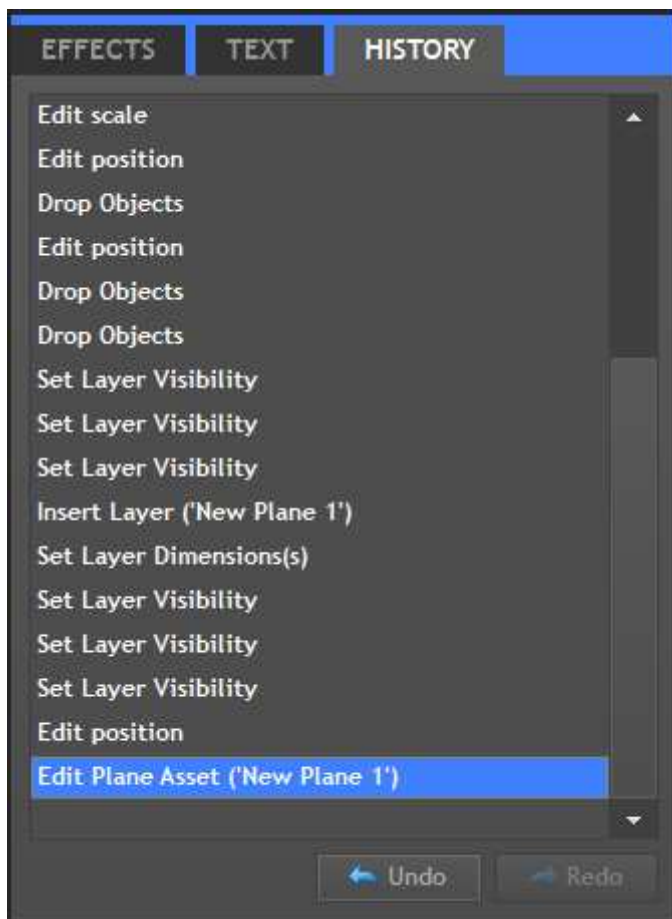 EFFECTS TEXT HISTORY
Edit scale
Edit position
Drop Objects
Edit position
Drop Objects
Drop Objects
Set Layer Visibility
Set Layer Visibility
Set Layer Visibility
Insert Layer ('New Plane 1')
Set Layer Dimensions(s)
Set Layer Visibility
Set Layer Visibility
Set Layer Visibility
Edit position
Edit Plane Asset ('New Plane 1')
Undo Redo